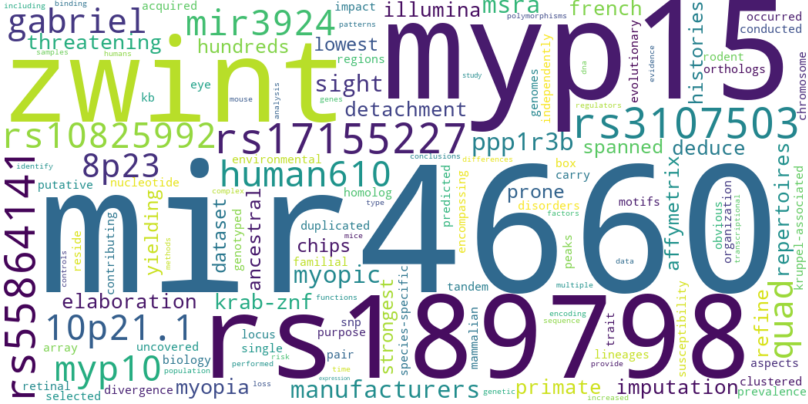 including
binding
acquired
impact
patterns
illumina
msra
french
occurred
conducted
gabriel
mir3924
polymorphisms
threatening
hundreds
lowest
regions
myp15
samples
humans
zwint
kb
eye
mouse
analysis
sight
genes
detachment
study
genomes
independently
evolutionary
dna
evidence
histories
rodent
orthologs
chromosome
regulators
rs10825992
rs17155227
ppp1r3b
rs3107503
spanned
deduce
identify
8p23
environmental
conclusions
differences
box
carry
putative
nucleotide
human610
homolog
prone
disorders
complex
type
mice
factors
motifs
predicted
encompassing
affymetrix
obvious
organization
transcriptional
repertoires
kruppel-associated
rs55864141
mir4660
reside
controls
contributing
yielding
methods
dataset
genotyped
ancestral
duplicated
chips
familial
myopic
peaks
data
tandem
functions
multiple
elaboration
krab-znf
strongest
species-specific
mammalian
encoding
sequence
trait
susceptibility
refine
quad
10p21.1
rs189798
array
uncovered
locus
snp
purpose
single
pair
biology
risk
population
performed
time
lineages
provide
aspects
myp10
retinal
selected
divergence
myopia
loss
expression
manufacturers
genetic
primate
increased
imputation
clustered
prevalence